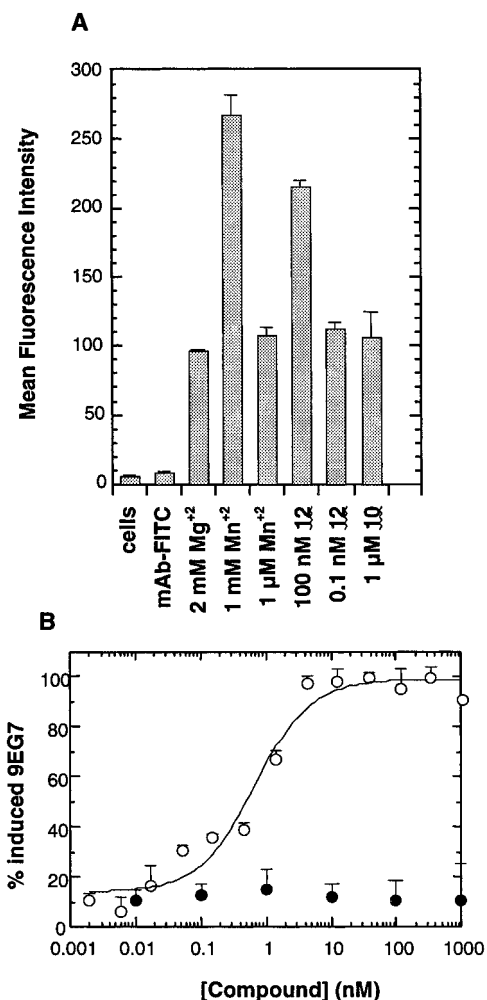 A
Mean Fluorescence Intensity
300
250
200
150
100
50
0
cells
mAb-FITC
2 mM Mg+2
1 mM Mn+2
1 µM Mn+2
100 nM 12
0.1 nM 12
1 µM 10
B
% induced 9EG7
100
80
60
40
20
0
0.001 0.01 0.1 1 10 100 1000
[Compound] (nM)